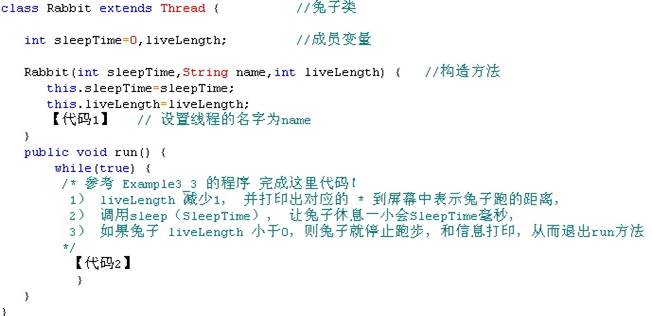 class Rabbit extends Thread { //兔子类
int sleepTime=0,liveLength; //成员变量
Rabbit(int sleepTime,String name,int liveLength) { //构造方法
this.sleepTime=sleepTime;
this.liveLength=liveLength;
【代码1】 // 设置线程的名字为name
}
public void run() {
while(true) {
/* 参考 Example3_3 的程序 完成这里代码!
1) liveLength 减少1, 并打印出对应的 * 到屏幕中表示兔子跑的距离,
2) 调用sleep(SleepTime), 让兔子休息一小会SleepTime毫秒,
3) 如果兔子 liveLength 小于0, 则兔子就停止跑步, 和信息打印, 从而退出run方法
*/
【代码2】
}
}
}